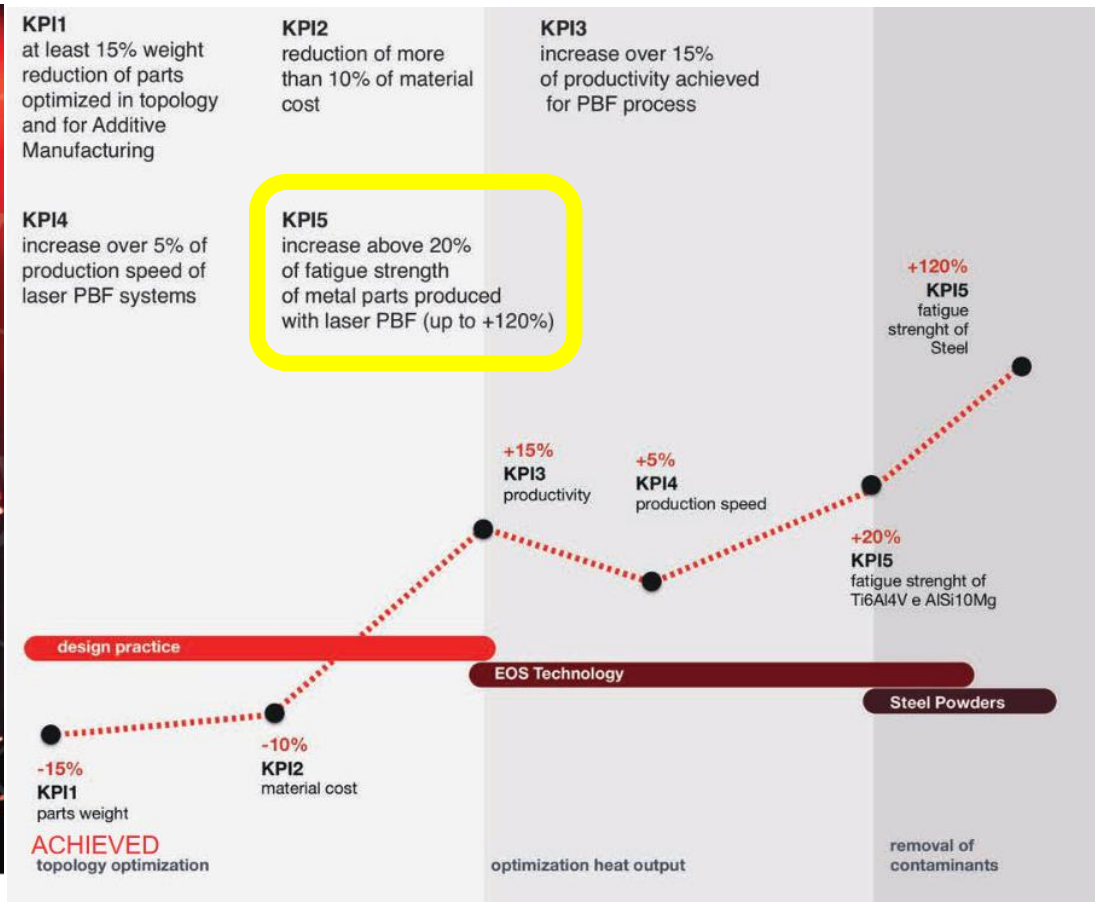 KPI1
at least 15% weight
reduction of parts
optimized in topology
and for Additive
Manufacturing
KPI2
reduction of more
than 10% of material
cost
KPI3
increase over 15%
of productivity achieved
for PBF process
KPI4
increase over 5% of
production speed of
laser PBF systems
KPI5
increase above 20%
of fatigue strength
of metal parts produced
with laser PBF (up to +120%)
+120%
KPI5
fatigue
strenght of
Steel
+15%
KPI3
productivity
+5%
KPI4
production speed
+20%
KPI5
fatigue strenght of
Ti6Al4V e AlSi10Mg
design practice
EOS Technology
Steel Powders
-15%
KPI1
parts weight
-10%
KPI2
material cost
ACHIEVED
topology optimization
optimization heat output
removal of
contaminants